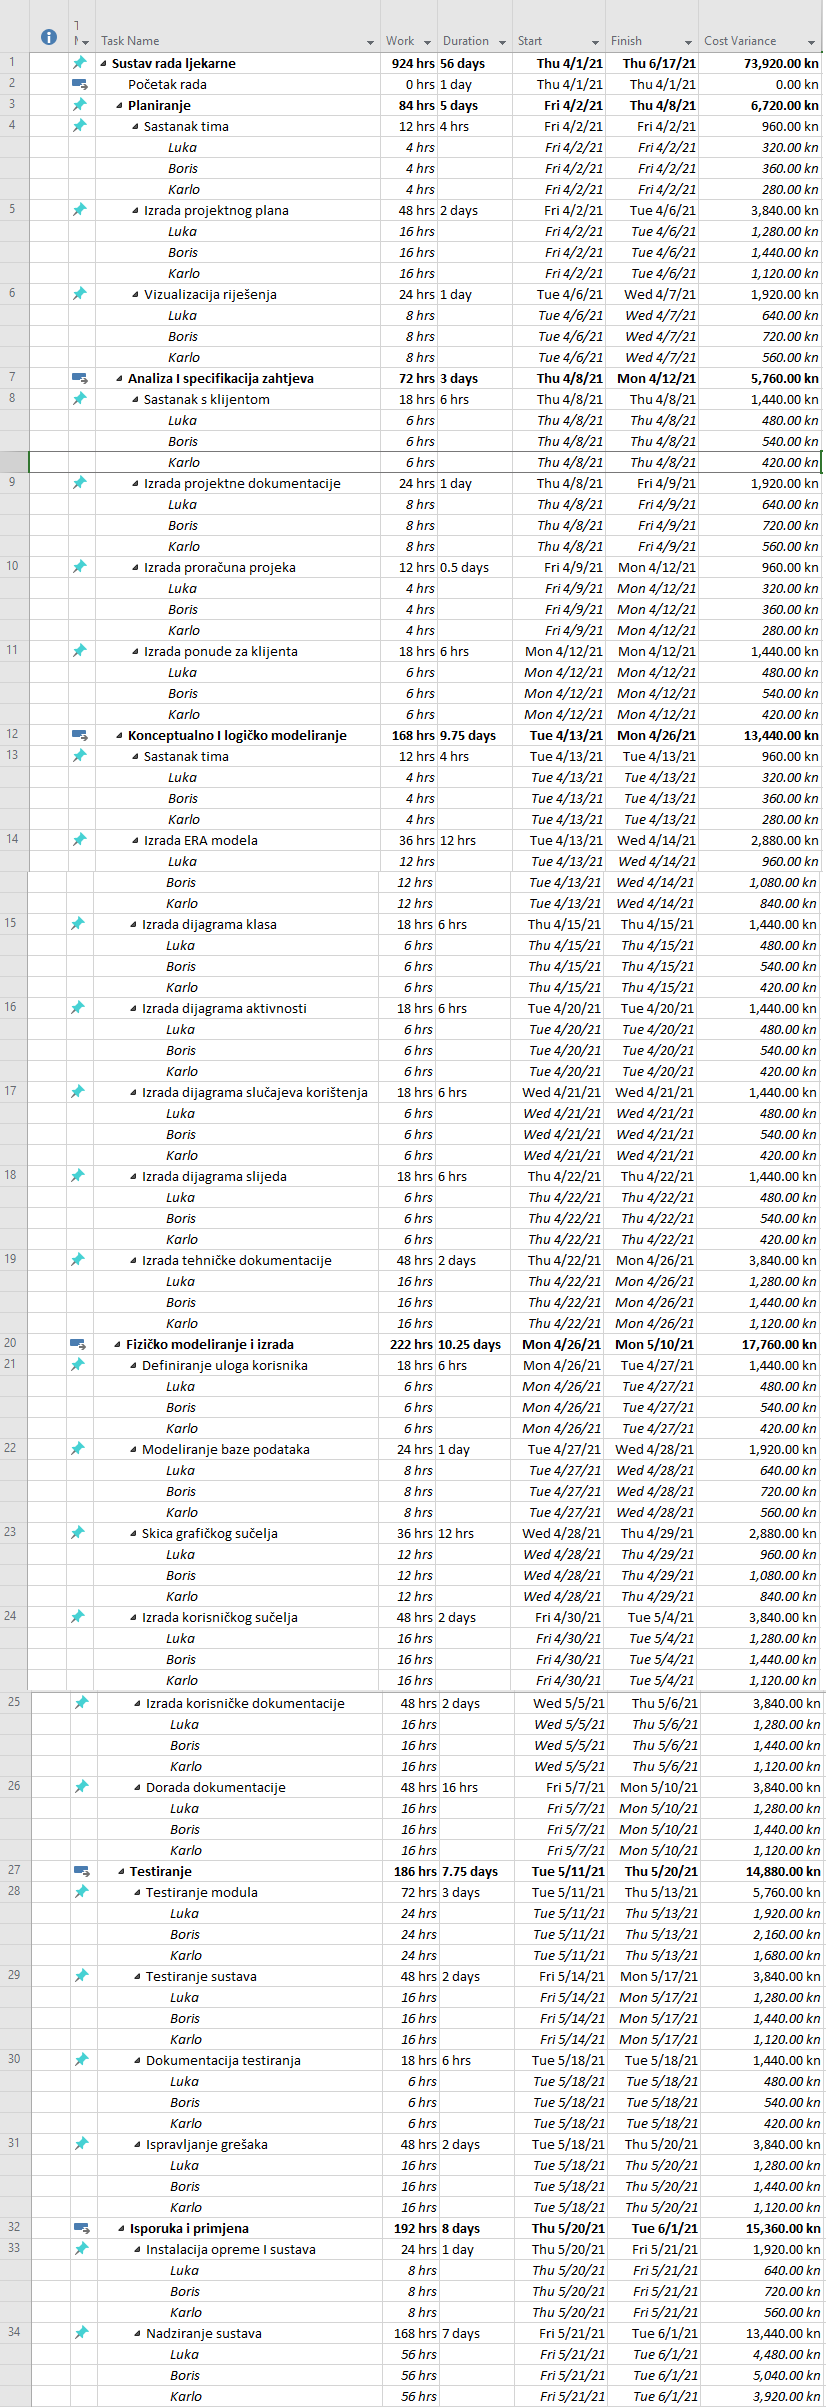 T
M Task Name Work Duration Start Finish Cost Variance
1 Sustav rada ljekarne 924 hrs 56 days Thu 4/1/21 Thu 6/17/21 73,920.00 kn
2 Početak rada 0 hrs 1 day Thu 4/1/21 Thu 4/1/21 0.00 kn
3 Planiranje 84 hrs 5 days Fri 4/2/21 Thu 4/8/21 6,720.00 kn
4 Sastanak tima 12 hrs 4 hrs Fri 4/2/21 Fri 4/2/21 960.00 kn
Luka 4 hrs Fri 4/2/21 Fri 4/2/21 320.00 kn
Boris 4 hrs Fri 4/2/21 Fri 4/2/21 360.00 kn
Karlo 4 hrs Fri 4/2/21 Fri 4/2/21 280.00 kn
5 Izrada projektnog plana 48 hrs 2 days Fri 4/2/21 Tue 4/6/21 3,840.00 kn
Luka 16 hrs Fri 4/2/21 Tue 4/6/21 1,280.00 kn
Boris 16 hrs Fri 4/2/21 Tue 4/6/21 1,440.00 kn
Karlo 16 hrs Fri 4/2/21 Tue 4/6/21 1,120.00 kn
6 Vizualizacija riješenja 24 hrs 1 day Tue 4/6/21 Wed 4/7/21 1,920.00 kn
Luka 8 hrs Tue 4/6/21 Wed 4/7/21 640.00 kn
Boris 8 hrs Tue 4/6/21 Wed 4/7/21 720.00 kn
Karlo 8 hrs Tue 4/6/21 Wed 4/7/21 560.00 kn
7 Analiza I specifikacija zahtjeva 72 hrs 3 days Thu 4/8/21 Mon 4/12/21 5,760.00 kn
8 Sastanak s klijentom 18 hrs 6 hrs Thu 4/8/21 Thu 4/8/21 1,440.00 kn
Luka 6 hrs Thu 4/8/21 Thu 4/8/21 480.00 kn
Boris 6 hrs Thu 4/8/21 Thu 4/8/21 540.00 kn
Karlo 6 hrs Thu 4/8/21 Thu 4/8/21 420.00 kn
9 Izrada projektne dokumentacije 24 hrs 1 day Thu 4/8/21 Fri 4/9/21 1,920.00 kn
Luka 8 hrs Thu 4/8/21 Fri 4/9/21 640.00 kn
Boris 8 hrs Thu 4/8/21 Fri 4/9/21 720.00 kn
Karlo 8 hrs Thu 4/8/21 Fri 4/9/21 560.00 kn
10 Izrada proračuna projeka 12 hrs 0.5 days Fri 4/9/21 Mon 4/12/21 960.00 kn
Luka 4 hrs Fri 4/9/21 Mon 4/12/21 320.00 kn
Boris 4 hrs Fri 4/9/21 Mon 4/12/21 360.00 kn
Karlo 4 hrs Fri 4/9/21 Mon 4/12/21 280.00 kn
11 Izrada ponude za klijenta 18 hrs 6 hrs Mon 4/12/21 Mon 4/12/21 1,440.00 kn
Luka 6 hrs Mon 4/12/21 Mon 4/12/21 480.00 kn
Boris 6 hrs Mon 4/12/21 Mon 4/12/21 540.00 kn
Karlo 6 hrs Mon 4/12/21 Mon 4/12/21 420.00 kn
12 Konceptualno I logičko modeliranje 168 hrs 9.75 days Tue 4/13/21 Mon 4/26/21 13,440.00 kn
13 Sastanak tima 12 hrs 4 hrs Tue 4/13/21 Tue 4/13/21 960.00 kn
Luka 4 hrs Tue 4/13/21 Tue 4/13/21 320.00 kn
Boris 4 hrs Tue 4/13/21 Tue 4/13/21 360.00 kn
Karlo 4 hrs Tue 4/13/21 Tue 4/13/21 280.00 kn
14 Izrada ERA modela 36 hrs 12 hrs Tue 4/13/21 Wed 4/14/21 2,880.00 kn
Luka 12 hrs Tue 4/13/21 Wed 4/14/21 960.00 kn
Boris 12 hrs Tue 4/13/21 Wed 4/14/21 1,080.00 kn
Karlo 12 hrs Tue 4/13/21 Wed 4/14/21 840.00 kn
15 Izrada dijagrama klasa 18 hrs 6 hrs Thu 4/15/21 Thu 4/15/21 1,440.00 kn
Luka 6 hrs Thu 4/15/21 Thu 4/15/21 480.00 kn
Boris 6 hrs Thu 4/15/21 Thu 4/15/21 540.00 kn
Karlo 6 hrs Thu 4/15/21 Thu 4/15/21 420.00 kn
16 Izrada dijagrama aktivnosti 18 hrs 6 hrs Tue 4/20/21 Tue 4/20/21 1,440.00 kn
Luka 6 hrs Tue 4/20/21 Tue 4/20/21 480.00 kn
Boris 6 hrs Tue 4/20/21 Tue 4/20/21 540.00 kn
Karlo 6 hrs Tue 4/20/21 Tue 4/20/21 420.00 kn
17 Izrada dijagrama slučajeva korištenja 18 hrs 6 hrs Wed 4/21/21 Wed 4/21/21 1,440.00 kn
Luka 6 hrs Wed 4/21/21 Wed 4/21/21 480.00 kn
Boris 6 hrs Wed 4/21/21 Wed 4/21/21 540.00 kn
Karlo 6 hrs Wed 4/21/21 Wed 4/21/21 420.00 kn
18 Izrada dijagrama slijeda 18 hrs 6 hrs Thu 4/22/21 Thu 4/22/21 1,440.00 kn
Luka 6 hrs Thu 4/22/21 Thu 4/22/21 480.00 kn
Boris 6 hrs Thu 4/22/21 Thu 4/22/21 540.00 kn
Karlo 6 hrs Thu 4/22/21 Thu 4/22/21 420.00 kn
19 Izrada tehničke dokumentacije 48 hrs 2 days Thu 4/22/21 Mon 4/26/21 3,840.00 kn
Luka 16 hrs Thu 4/22/21 Mon 4/26/21 1,280.00 kn
Boris 16 hrs Thu 4/22/21 Mon 4/26/21 1,440.00 kn
Karlo 16 hrs Thu 4/22/21 Mon 4/26/21 1,120.00 kn
20 Fizičko modeliranje i izrada 222 hrs 10.25 days Mon 4/26/21 Mon 5/10/21 17,760.00 kn
21 Definiranje uloga korisnika 18 hrs 6 hrs Mon 4/26/21 Tue 4/27/21 1,440.00 kn
Luka 6 hrs Mon 4/26/21 Tue 4/27/21 480.00 kn
Boris 6 hrs Mon 4/26/21 Tue 4/27/21 540.00 kn
Karlo 6 hrs Mon 4/26/21 Tue 4/27/21 420.00 kn
22 Modeliranje baze podataka 24 hrs 1 day Tue 4/27/21 Wed 4/28/21 1,920.00 kn
Luka 8 hrs Tue 4/27/21 Wed 4/28/21 640.00 kn
Boris 8 hrs Tue 4/27/21 Wed 4/28/21 720.00 kn
Karlo 8 hrs Tue 4/27/21 Wed 4/28/21 560.00 kn
23 Skica grafičkog sučelja 36 hrs 12 hrs Wed 4/28/21 Thu 4/29/21 2,880.00 kn
Luka 12 hrs Wed 4/28/21 Thu 4/29/21 960.00 kn
Boris 12 hrs Wed 4/28/21 Thu 4/29/21 1,080.00 kn
Karlo 12 hrs Wed 4/28/21 Thu 4/29/21 840.00 kn
24 Izrada korisničkog sučelja 48 hrs 2 days Fri 4/30/21 Tue 5/4/21 3,840.00 kn
Luka 16 hrs Fri 4/30/21 Tue 5/4/21 1,280.00 kn
Boris 16 hrs Fri 4/30/21 Tue 5/4/21 1,440.00 kn
Karlo 16 hrs Fri 4/30/21 Tue 5/4/21 1,120.00 kn
25 Izrada korisničke dokumentacije 48 hrs 2 days Wed 5/5/21 Thu 5/6/21 3,840.00 kn
Luka 16 hrs Wed 5/5/21 Thu 5/6/21 1,280.00 kn
Boris 16 hrs Wed 5/5/21 Thu 5/6/21 1,440.00 kn
Karlo 16 hrs Wed 5/5/21 Thu 5/6/21 1,120.00 kn
26 Dorada dokumentacije 48 hrs 16 hrs Fri 5/7/21 Mon 5/10/21 3,840.00 kn
Luka 16 hrs Fri 5/7/21 Mon 5/10/21 1,280.00 kn
Boris 16 hrs Fri 5/7/21 Mon 5/10/21 1,440.00 kn
Karlo 16 hrs Fri 5/7/21 Mon 5/10/21 1,120.00 kn
27 Testiranje 186 hrs 7.75 days Tue 5/11/21 Thu 5/20/21 14,880.00 kn
28 Testiranje modula 72 hrs 3 days Tue 5/11/21 Thu 5/13/21 5,760.00 kn
Luka 24 hrs Tue 5/11/21 Thu 5/13/21 1,920.00 kn
Boris 24 hrs Tue 5/11/21 Thu 5/13/21 2,160.00 kn
Karlo 24 hrs Tue 5/11/21 Thu 5/13/21 1,680.00 kn
29 Testiranje sustava 48 hrs 2 days Fri 5/14/21 Mon 5/17/21 3,840.00 kn
Luka 16 hrs Fri 5/14/21 Mon 5/17/21 1,280.00 kn
Boris 16 hrs Fri 5/14/21 Mon 5/17/21 1,440.00 kn
Karlo 16 hrs Fri 5/14/21 Mon 5/17/21 1,120.00 kn
30 Dokumentacija testiranja 18 hrs 6 hrs Tue 5/18/21 Tue 5/18/21 1,440.00 kn
Luka 6 hrs Tue 5/18/21 Tue 5/18/21 480.00 kn
Boris 6 hrs Tue 5/18/21 Tue 5/18/21 540.00 kn
Karlo 6 hrs Tue 5/18/21 Tue 5/18/21 420.00 kn
31 Ispravljanje grešaka 48 hrs 2 days Tue 5/18/21 Thu 5/20/21 3,840.00 kn
Luka 16 hrs Tue 5/18/21 Thu 5/20/21 1,280.00 kn
Boris 16 hrs Tue 5/18/21 Thu 5/20/21 1,440.00 kn
Karlo 16 hrs Tue 5/18/21 Thu 5/20/21 1,120.00 kn
32 Isporuka i primjena 192 hrs 8 days Thu 5/20/21 Tue 6/1/21 15,360.00 kn
33 Instalacija opreme I sustava 24 hrs 1 day Thu 5/20/21 Fri 5/21/21 1,920.00 kn
Luka 8 hrs Thu 5/20/21 Fri 5/21/21 640.00 kn
Boris 8 hrs Thu 5/20/21 Fri 5/21/21 720.00 kn
Karlo 8 hrs Thu 5/20/21 Fri 5/21/21 560.00 kn
34 Nadziranje sustava 168 hrs 7 days Fri 5/21/21 Tue 6/1/21 13,440.00 kn
Luka 56 hrs Fri 5/21/21 Tue 6/1/21 4,480.00 kn
Boris 56 hrs Fri 5/21/21 Tue 6/1/21 5,040.00 kn
Karlo 56 hrs Fri 5/21/21 Tue 6/1/21 3,920.00 kn